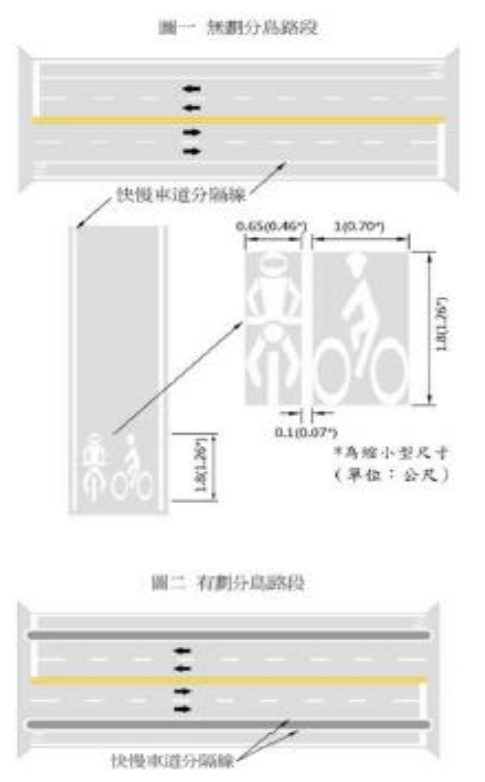 圖一 無劃分島路段
快慢車道分隔線
0.65(0.46*)
1(0.70*)
1.8(1.26*)
0.1(0.07*)
1.8(1.26*)
*為縮小型尺寸
(單位：公尺)
圖二 有劃分島路段
快慢車道分隔線